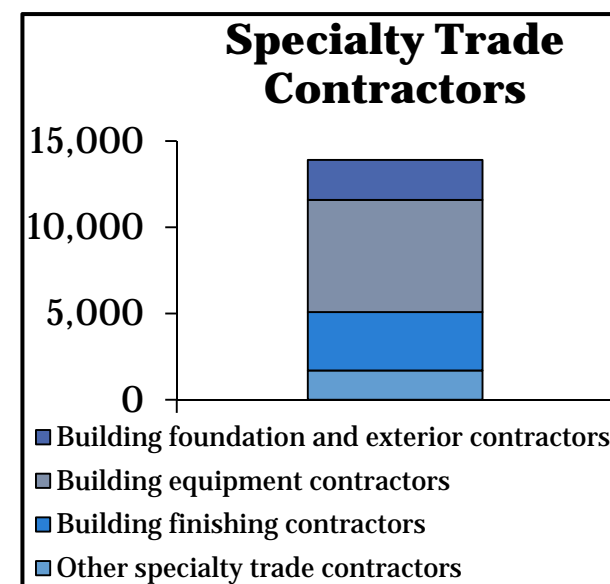 Specialty Trade
Contractors
15,000
10,000
5,000
0
Building foundation and exterior contractors
Building equipment contractors
Building finishing contractors
Other specialty trade contractors